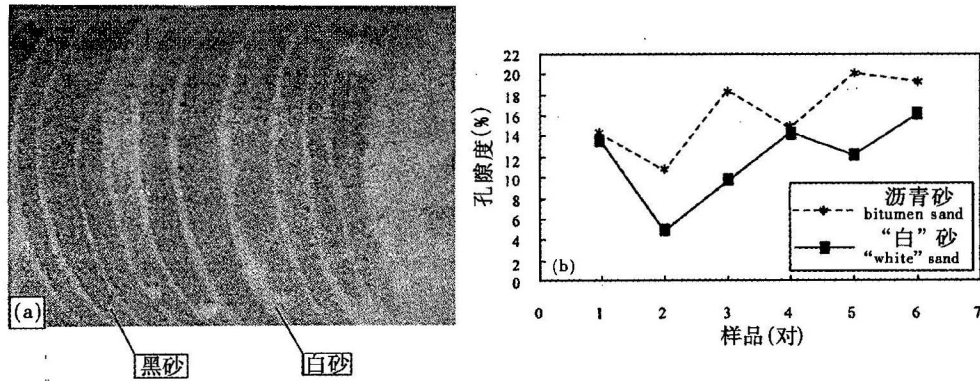 (a)
黑砂
白砂
孔隙度(%)
22
20
18
16
14
12
10
8
6
4
2
0
(b)
沥青砂
bitumen sand
“白”砂
“white” sand
0
1
2
3
4
5
6
7
样品(对)